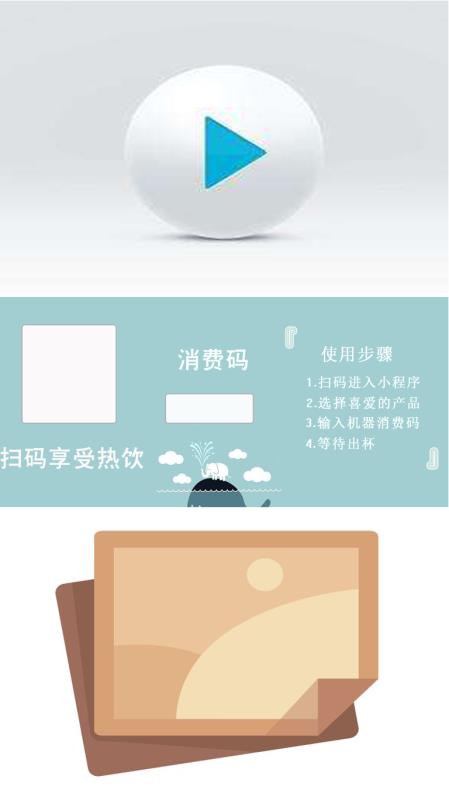 消费码
扫码享受热饮
使用步骤
1.扫码进入小程序
2.选择喜爱的产品
3.输入机器消费码
4.等待出杯